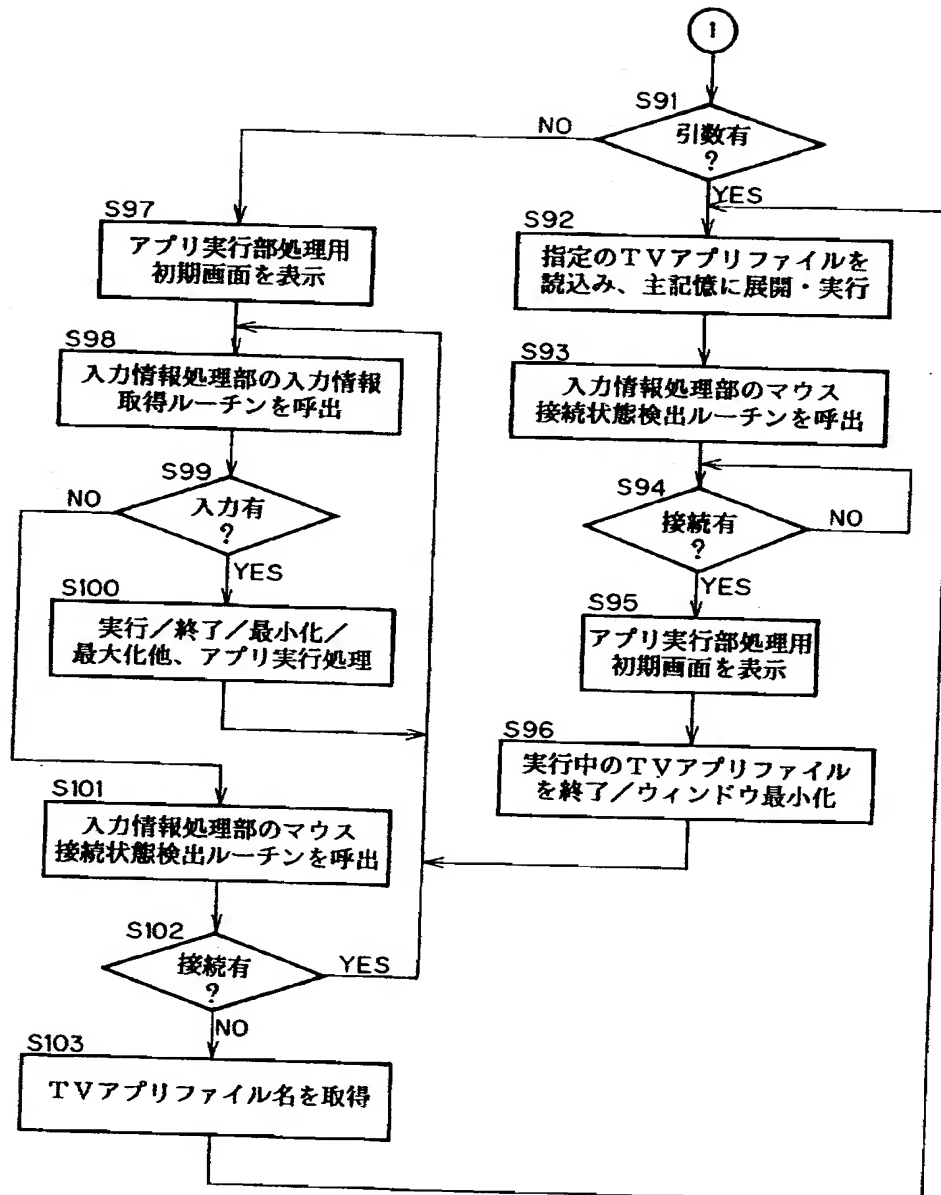 1
S91
引数有
?
NO
YES
S97
アプリ実行部処理用
初期画面を表示
S98
入力情報処理部の入力情報
取得ルーチンを呼出
S99
入力有
?
NO
YES
S100
実行/終了/最小化/
最大化他、アプリ実行処理
S101
入力情報処理部のマウス
接続状態検出ルーチンを呼出
S102
接続有
?
YES
NO
S103
TVアプリファイル名を取得
S92
指定のTVアプリファイルを
読込み、主記憶に展開・実行
S93
入力情報処理部のマウス
接続状態検出ルーチンを呼出
S94
接続有
?
NO
YES
S95
アプリ実行部処理用
初期画面を表示
S96
実行中のTVアプリファイル
を終了/ウィンドウ最小化